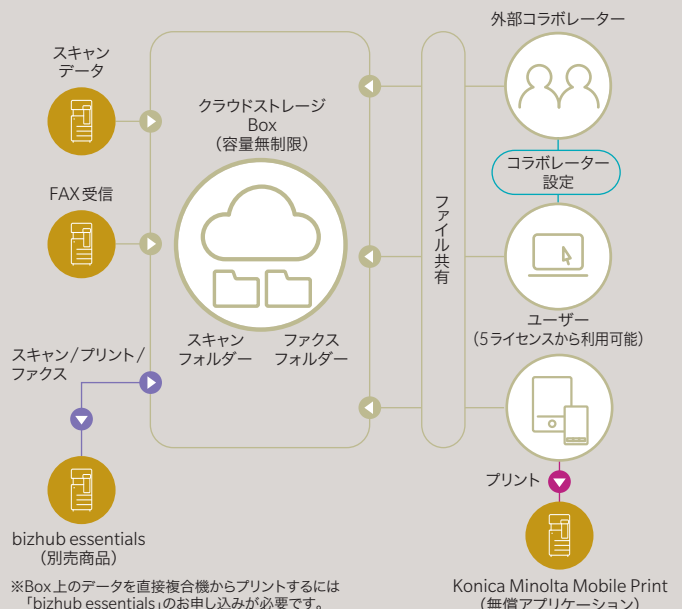 スキャン
データ
FAX受信
スキャン/プリント/
ファクス
bizhub essentials
（別売商品）
※Box上のデータを直接複合機からプリントするには
「bizhub essentials」のお申し込みが必要です。
クラウドストレージ
Box
（容量無制限）
スキャン
フォルダー
ファクス
フォルダー
ファイル共有
外部コラボレーター
コラボレーター
設定
ユーザー
（5ライセンスから利用可能）
プリント
Konica Minolta Mobile Print
（無償アプリケーション）